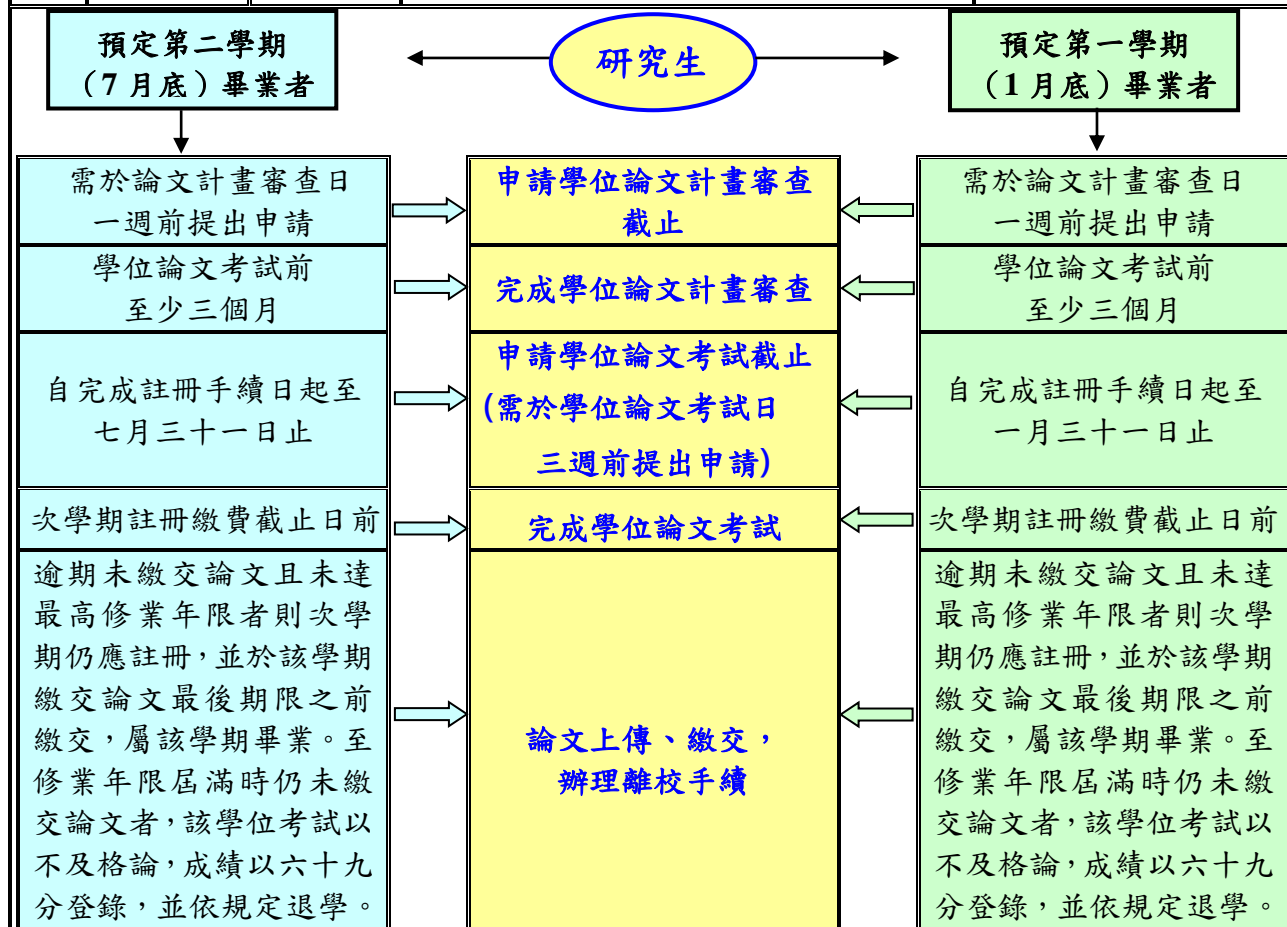 預定第二學期
（7 月底）畢業者
研究生
預定第一學期
（1 月底）畢業者
需於論文計畫審查日
一週前提出申請
申請學位論文計畫審查
截止
需於論文計畫審查日
一週前提出申請
學位論文考試前
至少三個月
完成學位論文計畫審查
學位論文考試前
至少三個月
自完成註冊手續日起至
七月三十一日止
申請學位論文考試截止
(需於學位論文考試日
三週前提出申請)
自完成註冊手續日起至
一月三十一日止
次學期註冊繳費截止日前
完成學位論文考試
次學期註冊繳費截止日前
逾期未繳交論文且未達
最高修業年限者則次學
期仍應註冊，並於該學期
繳交論文最後期限之前
繳交，屬該學期畢業。至
修業年限屆滿時仍未繳
交論文者，該學位考試以
不及格論，成績以六十九
分登錄，並依規定退學。
論文上傳、繳交，
辦理離校手續
逾期未繳交論文且未達
最高修業年限者則次學
期仍應註冊，並於該學期
繳交論文最後期限之前
繳交，屬該學期畢業。至
修業年限屆滿時仍未繳
交論文者，該學位考試以
不及格論，成績以六十九
分登錄，並依規定退學。